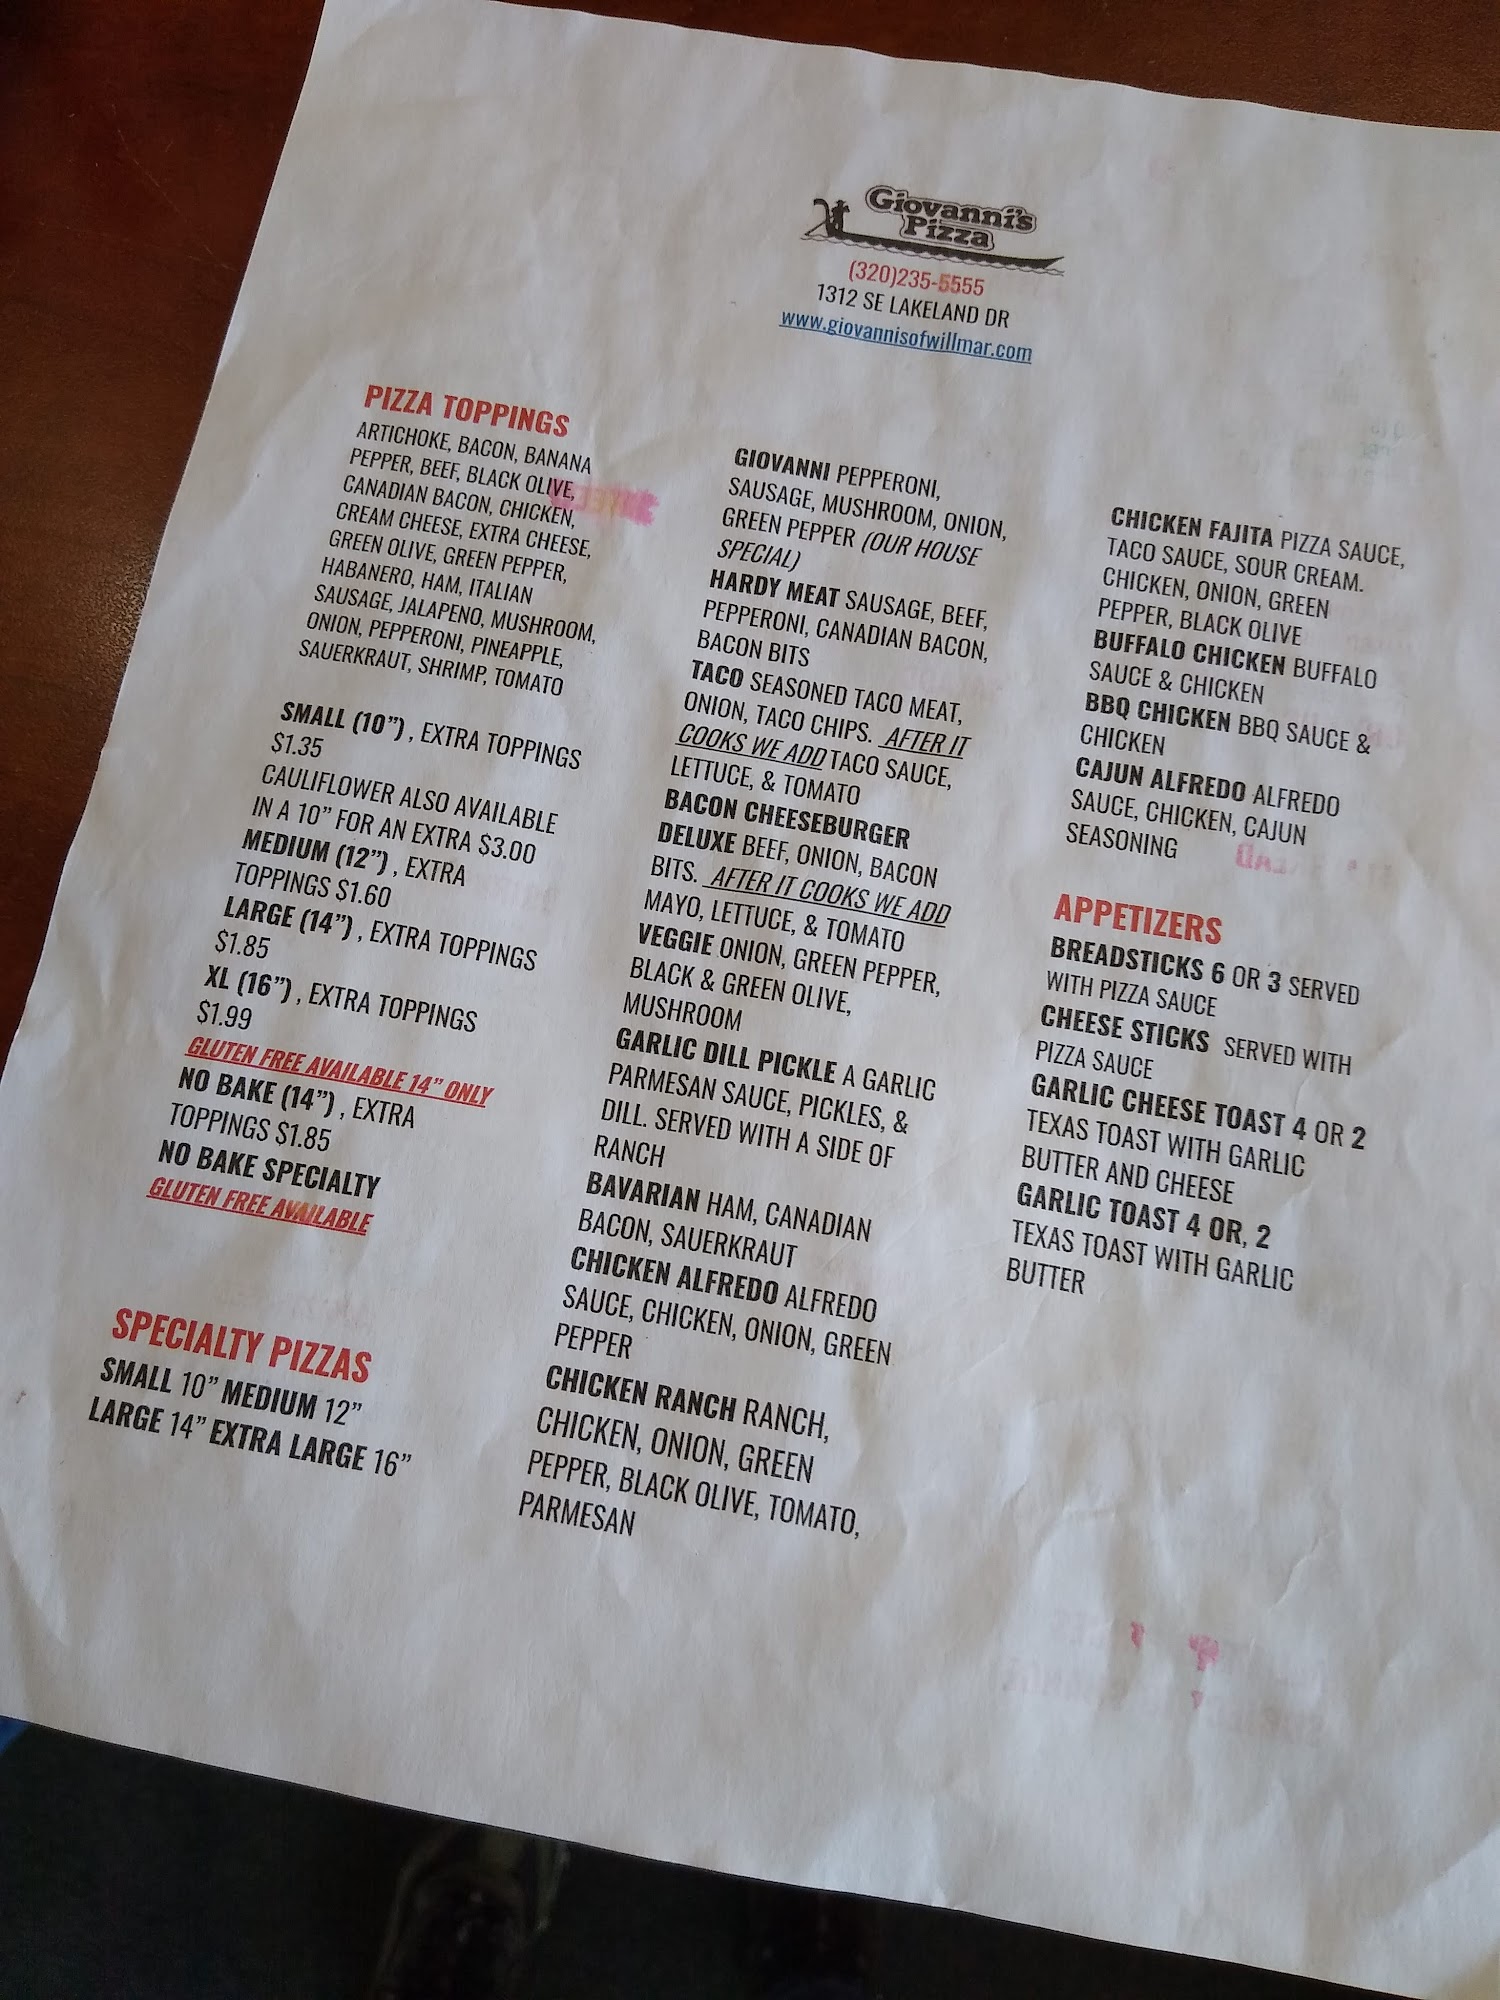 Giovanni's
Pizza
(320)235-5555
1312 SE LAKELAND DR
www.giovannisofwillmar.com
PIZZA TOPPINGS
ARTICHOKE, BACON, BANANA
PEPPER, BEEF, BLACK OLIVE,
CANADIAN BACON, CHICKEN,
CREAM CHEESE, EXTRA CHEESE,
GREEN OLIVE, GREEN PEPPER,
HABANERO, HAM, ITALIAN
SAUSAGE, JALAPENO, MUSHROOM,
ONION, PEPPERONI, PINEAPPLE,
SAUERKRAUT, SHRIMP, TOMATO
SMALL (10”) , EXTRA TOPPINGS
$1.35
CAULIFLOWER ALSO AVAILABLE
IN A 10” FOR AN EXTRA $3.00
MEDIUM (12”) , EXTRA
TOPPINGS $1.60
LARGE (14”) , EXTRA TOPPINGS
$1.85
XL (16”) , EXTRA TOPPINGS
$1.99
GLUTEN FREE AVAILABLE 14” ONLY
NO BAKE (14”) , EXTRA
TOPPINGS $1.85
NO BAKE SPECIALTY
GLUTEN FREE AVAILABLE
SPECIALTY PIZZAS
SMALL 10” MEDIUM 12”
LARGE 14” EXTRA LARGE 16”
GIOVANNI PEPPERONI,
SAUSAGE, MUSHROOM, ONION,
GREEN PEPPER (OUR HOUSE
SPECIAL)
HARDY MEAT SAUSAGE, BEEF,
PEPPERONI, CANADIAN BACON,
BACON BITS
TACO SEASONED TACO MEAT,
ONION, TACO CHIPS. AFTER IT
COOKS WE ADD TACO SAUCE,
LETTUCE, & TOMATO
BACON CHEESEBURGER
DELUXE BEEF, ONION, BACON
BITS. AFTER IT COOKS WE ADD
MAYO, LETTUCE, & TOMATO
VEGGIE ONION, GREEN PEPPER,
BLACK & GREEN OLIVE,
MUSHROOM
GARLIC DILL PICKLE A GARLIC
PARMESAN SAUCE, PICKLES, &
DILL. SERVED WITH A SIDE OF
RANCH
BAVARIAN HAM, CANADIAN
BACON, SAUERKRAUT
CHICKEN ALFREDO ALFREDO
SAUCE, CHICKEN, ONION, GREEN
PEPPER
CHICKEN RANCH RANCH,
CHICKEN, ONION, GREEN
PEPPER, BLACK OLIVE, TOMATO,
PARMESAN
CHICKEN FAJITA PIZZA SAUCE,
TACO SAUCE, SOUR CREAM.
CHICKEN, ONION, GREEN
PEPPER, BLACK OLIVE
BUFFALO CHICKEN BUFFALO
SAUCE & CHICKEN
BBQ CHICKEN BBQ SAUCE &
CHICKEN
CAJUN ALFREDO ALFREDO
SAUCE, CHICKEN, CAJUN
SEASONING
APPETIZERS
BREADSTICKS 6 OR 3 SERVED
WITH PIZZA SAUCE
CHEESE STICKS SERVED WITH
PIZZA SAUCE
GARLIC CHEESE TOAST 4 OR 2
TEXAS TOAST WITH GARLIC
BUTTER AND CHEESE
GARLIC TOAST 4 OR, 2
TEXAS TOAST WITH GARLIC
BUTTER